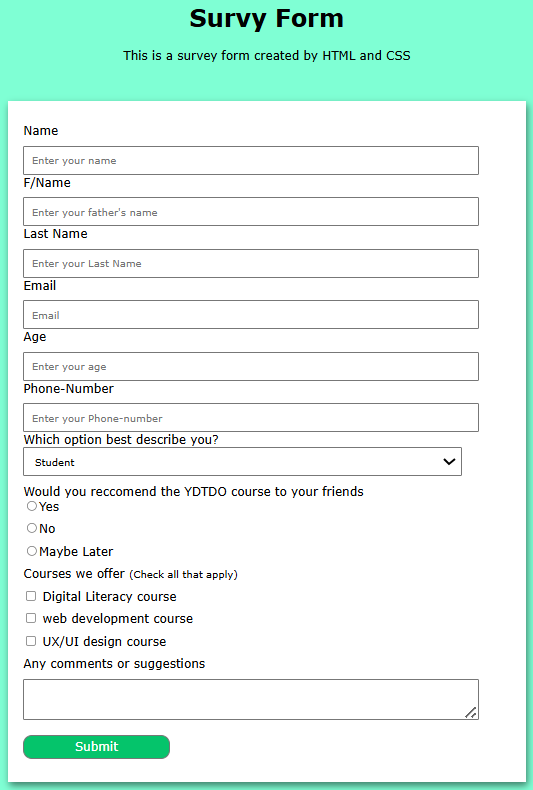 Survy Form
This is a survey form created by HTML and CSS
Name
Enter your name
F/Name
Enter your father's name
Last Name
Enter your Last Name
Email
Email
Age
Enter your age
Phone-Number
Enter your Phone-number
Which option best describe you?
Student
Would you reccomend the YDTDO course to your friends
Yes
No
Maybe Later
Courses we offer (Check all that apply)
Digital Literacy course
web development course
UX/UI design course
Any comments or suggestions
Submit